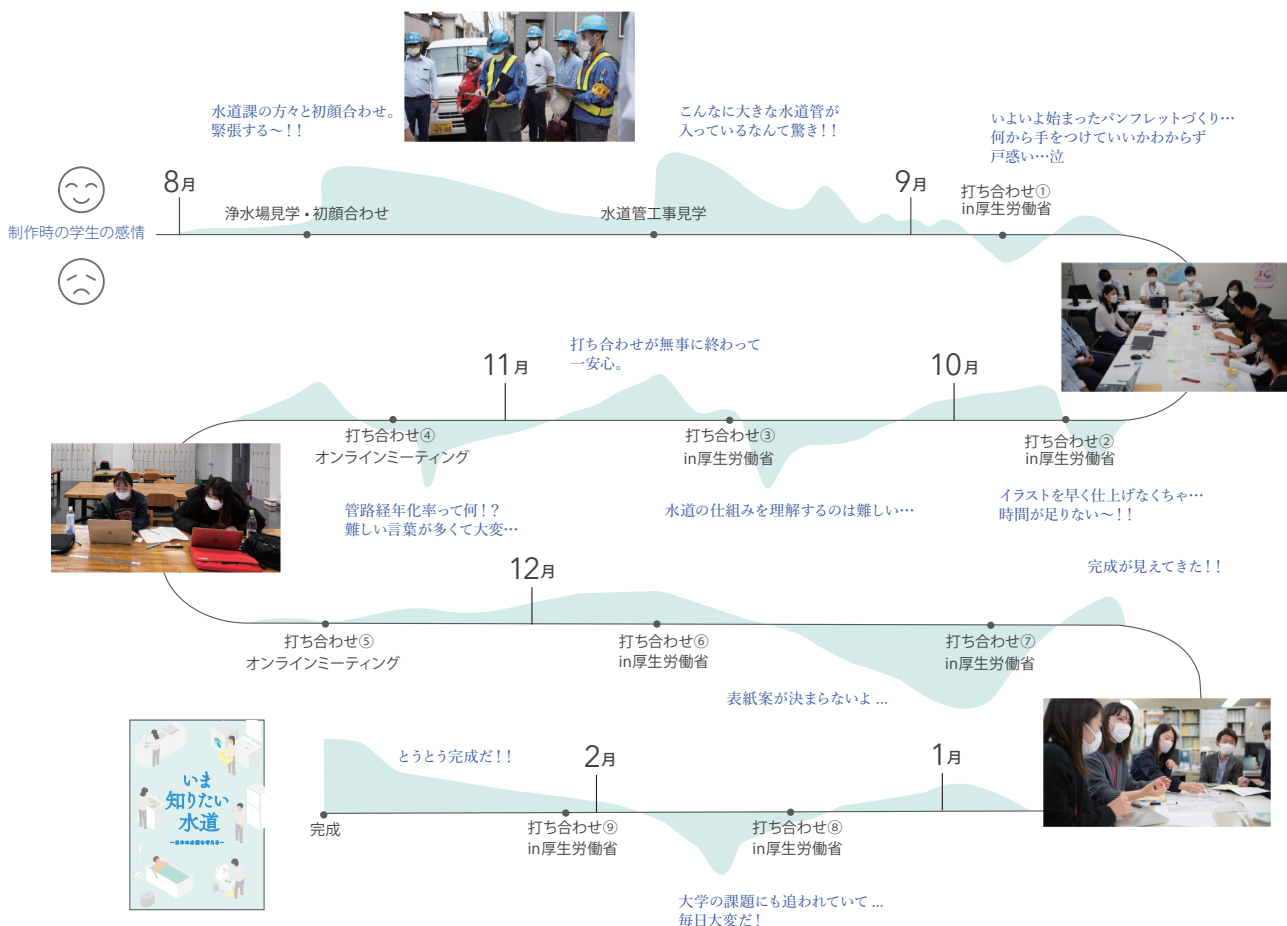 水道課の方々と初顔合わせ。
緊張する〜!!
こんなに大きな水道管が
入っているなんて驚き!!
いよいよ始まったパンフレットづくり…
何から手をつけていいかわからず
戸惑い…泣
8月
9月
浄水場見学・初顔合わせ
水道管工事見学
打ち合わせ①
in厚生労働省
制作時の学生の感情
打ち合わせが無事に終わって
一安心。
11月
10月
打ち合わせ④
オンラインミーティング
打ち合わせ③
in厚生労働省
打ち合わせ②
in厚生労働省
管路経年化率って何!?
難しい言葉が多くて大変…
水道の仕組みを理解するのは難しい…
イラストを早く仕上げなくちゃ…
時間が足りない〜!!
完成が見えてきた!!
12月
打ち合わせ⑤
オンラインミーティング
打ち合わせ⑥
in厚生労働省
打ち合わせ⑦
in厚生労働省
表紙案が決まらないよ...
とうとう完成だ!!
2月
1月
いま
知りたい
水道
完成
打ち合わせ⑨
in厚生労働省
打ち合わせ⑧
in厚生労働省
大学の課題にも追われていて...
毎日大変だ!